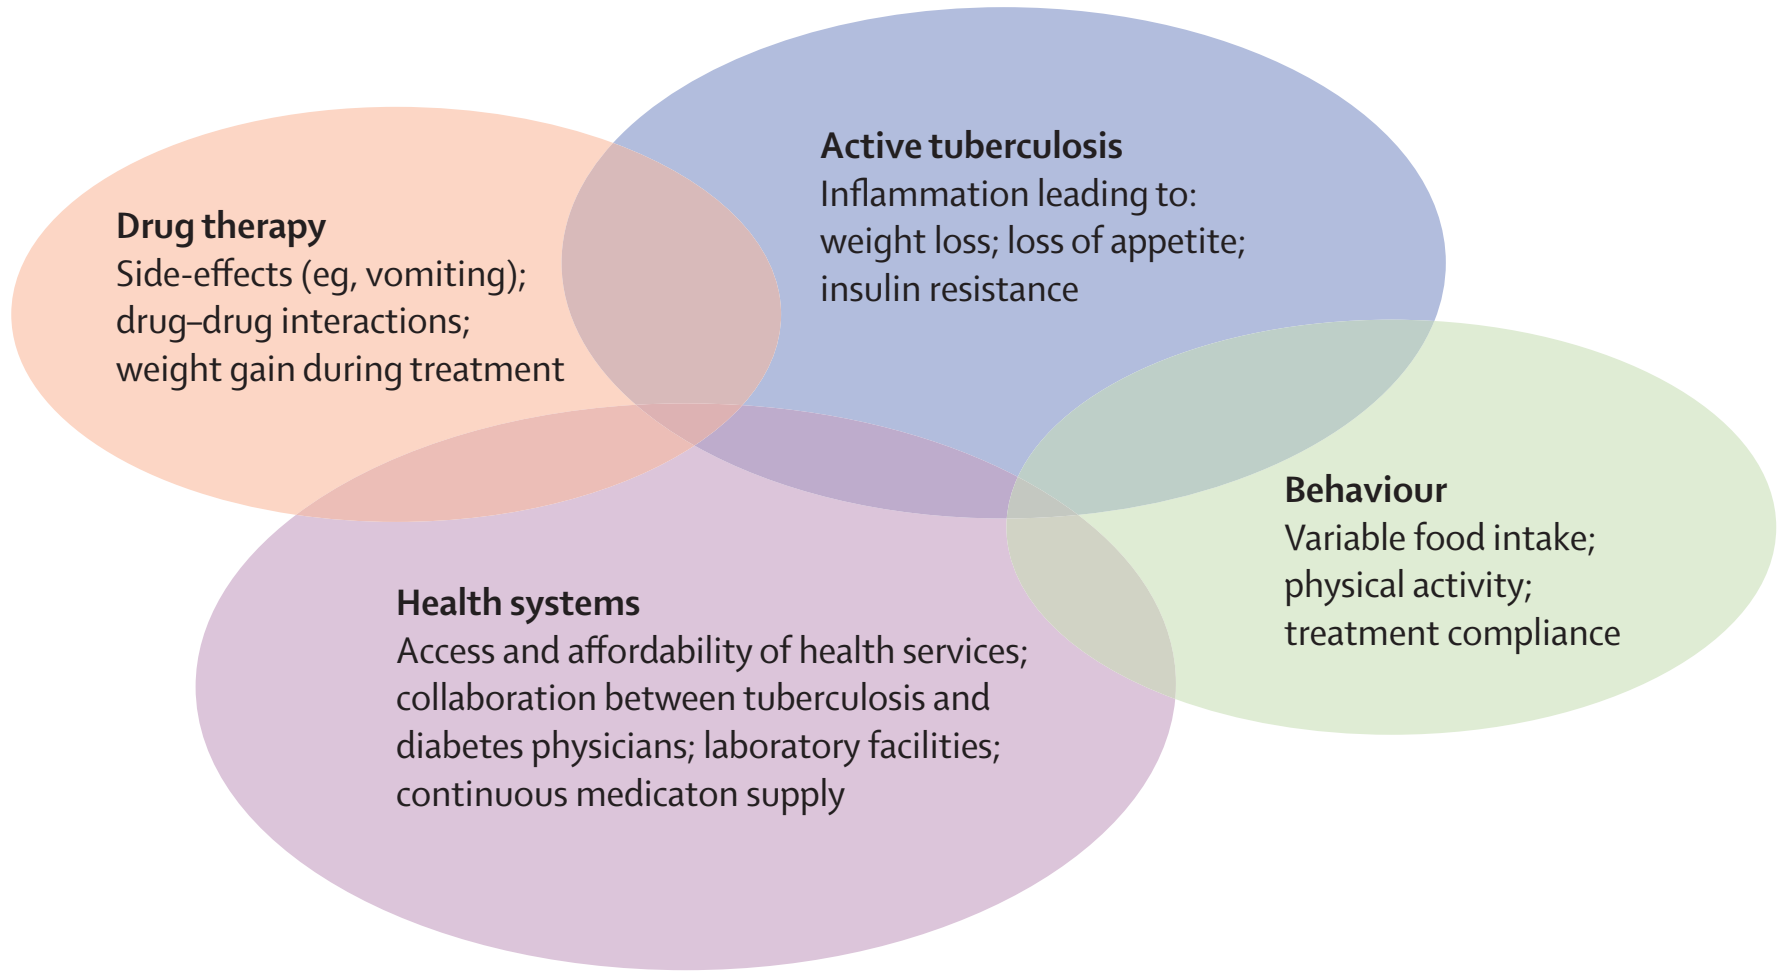 Drug therapy
Side-effects (eg, vomiting);
drug–drug interactions;
weight gain during treatment
Active tuberculosis
Inflammation leading to:
weight loss; loss of appetite;
insulin resistance
Behaviour
Variable food intake;
physical activity;
treatment compliance
Health systems
Access and affordability of health services;
collaboration between tuberculosis and
diabetes physicians; laboratory facilities;
continuous medicaton supply